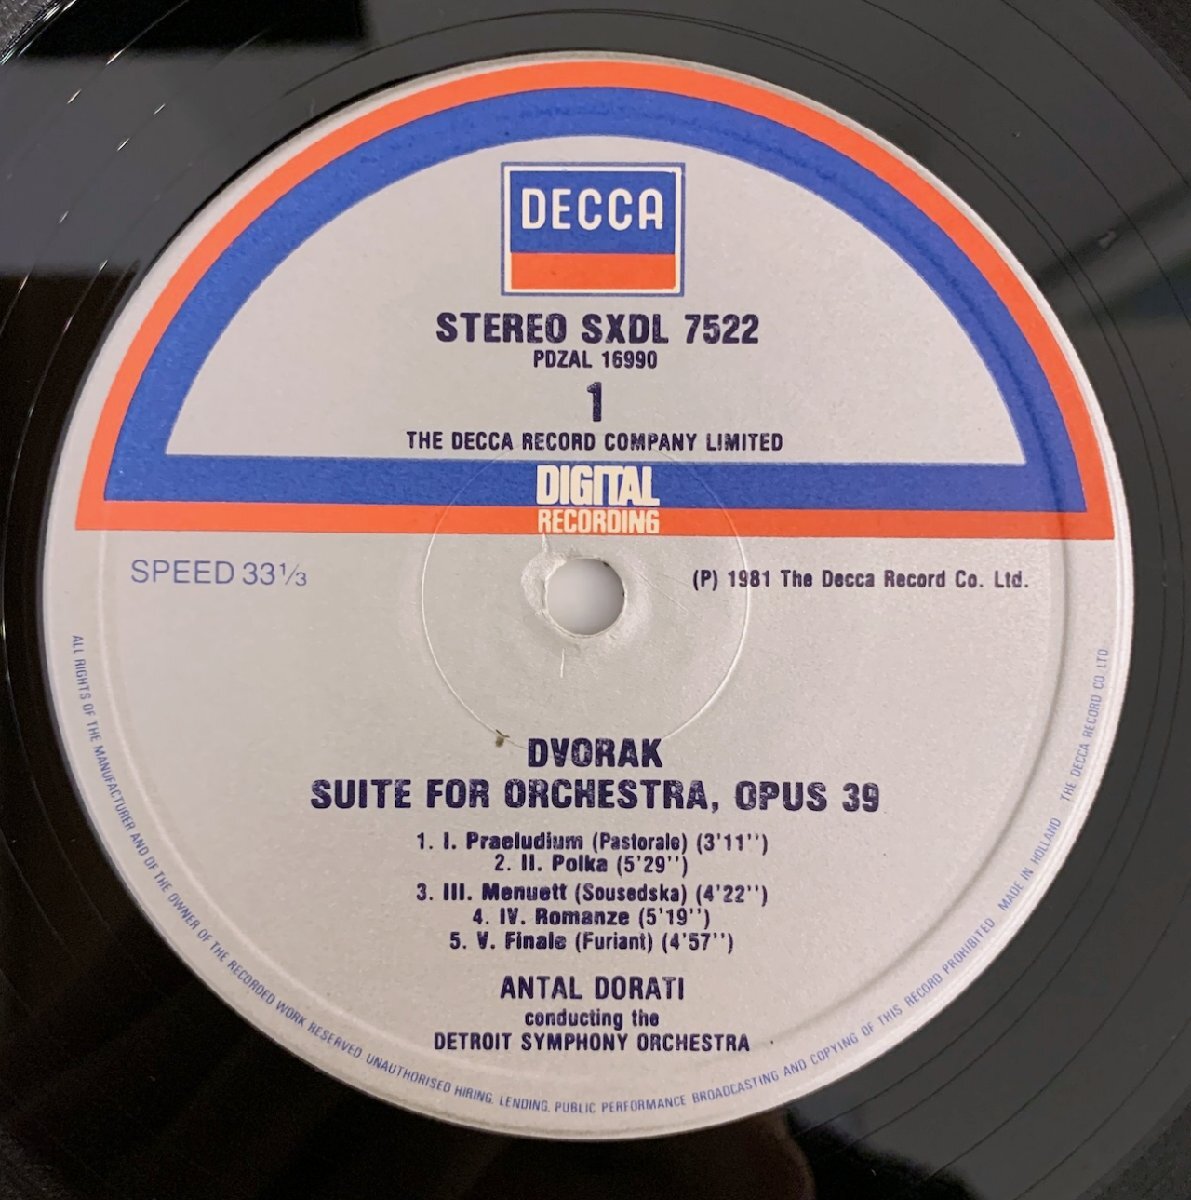 DECCA
STEREO SXDL 7522
PDZAL 16990
1
THE DECCA RECORD COMPANY LIMITED
DIGITAL
RECORDING
SPEED 33⅓
(P) 1981 The Decca Record Co. Ltd.
DVORAK
SUITE FOR ORCHESTRA, OPUS 39
1. I. Praeludium (Pastorale) (3'11'')
2. II. Polka (5'29'')
3. III. Menuett (Sousedska) (4'22'')
4. IV. Romanze (5'19'')
5. V. Finale (Furiant) (4'57'')
ANTAL DORATI
conducting the
DETROIT SYMPHONY ORCHESTRA
ALL RIGHTS OF THE MANUFACTURER AND OF THE OWNER OF THE RECORDED WORK RESERVED UNAUTHORISED HIRING, LENDING, PUBLIC PERFORMANCE BROADCASTING AND COPYING OF THIS RECORD PROHIBITED MADE IN HOLLAND THE DECCA RECORD CO. LTD.